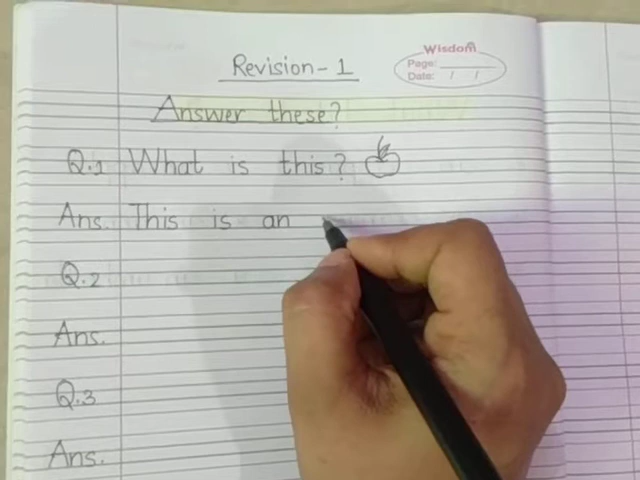 Wisdom
Revision - 1
Page:
Date: / /
Answer these?
Q.1 What is this?
Ans. This is an
Q.2
Ans.
Q.3
Ans.